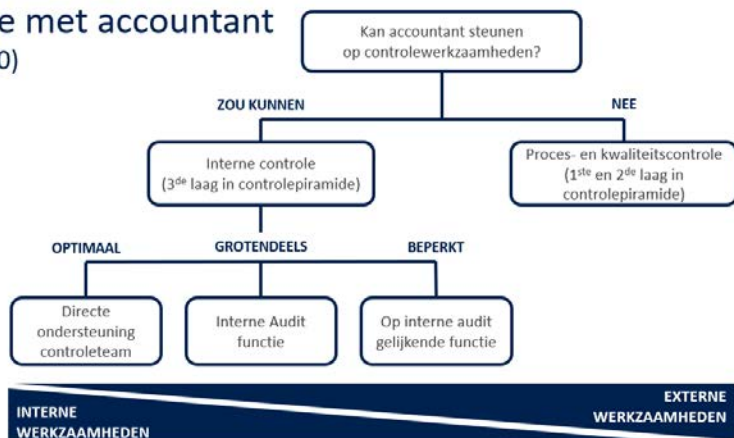 e met accountant
0)
Kan accountant steunen
op controlewerkzaamheden?
ZOU KUNNEN
NEE
Interne controle
(3de laag in controlepiramide)
Proces- en kwaliteitscontrole
(1ste en 2de laag in
controlepiramide)
OPTIMAAL
GROTENDEELS
BEPERKT
Directe
ondersteuning
controleteam
Interne Audit
functie
Op interne audit
gelijkende functie
INTERNE
WERKZAAMHEDEN
EXTERNE
WERKZAAMHEDEN